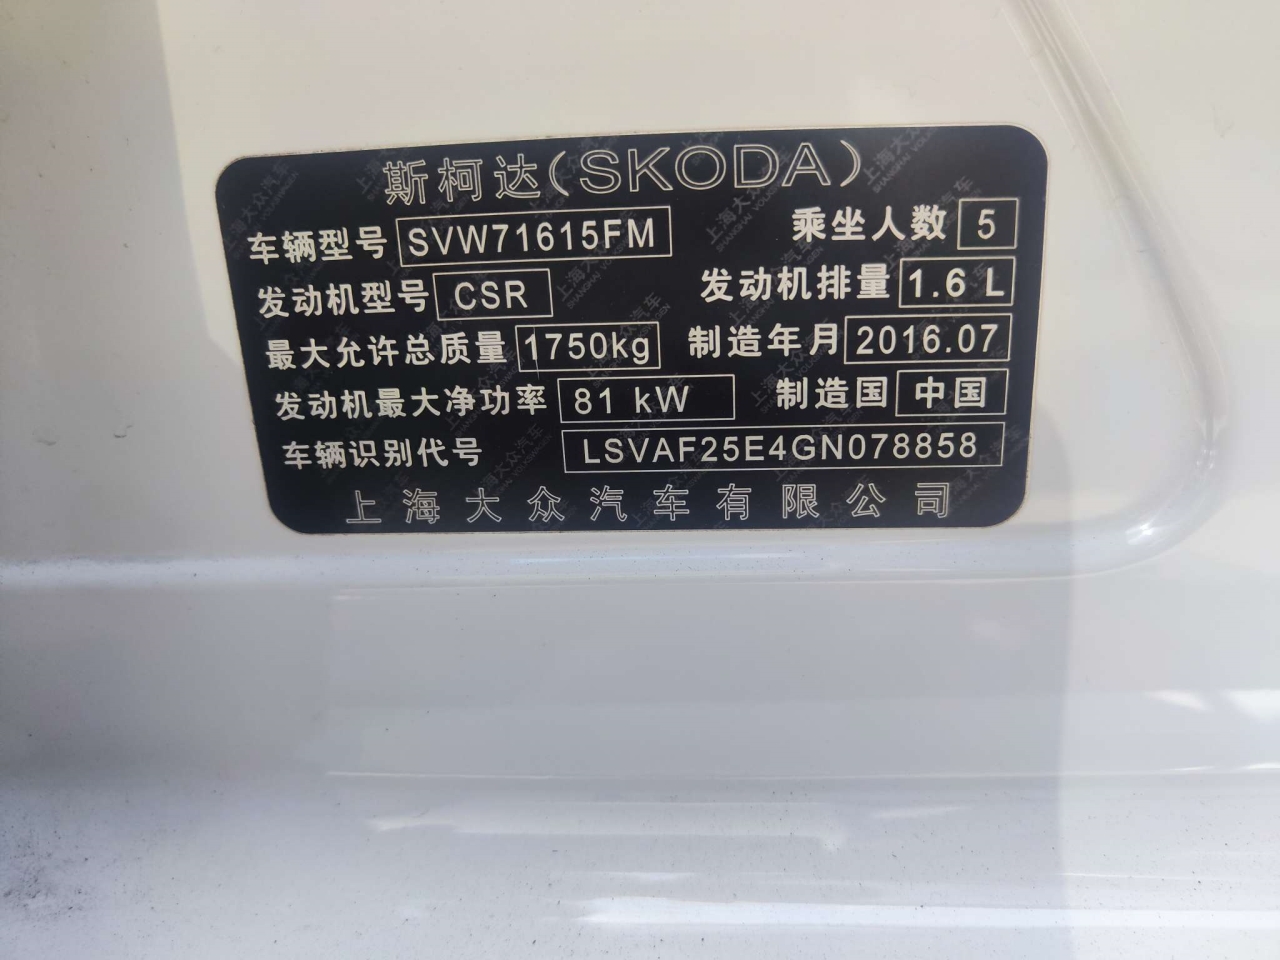 斯柯达(SKODA)
车辆型号 SVW71615FM 乘坐人数 5
发动机型号 CSR 发动机排量 1.6 L
最大允许总质量 1750kg 制造年月 2016.07
发动机最大净功率 81 kW 制造国 中国
车辆识别代号 LSVAF25E4GN078858
上海大众汽车有限公司